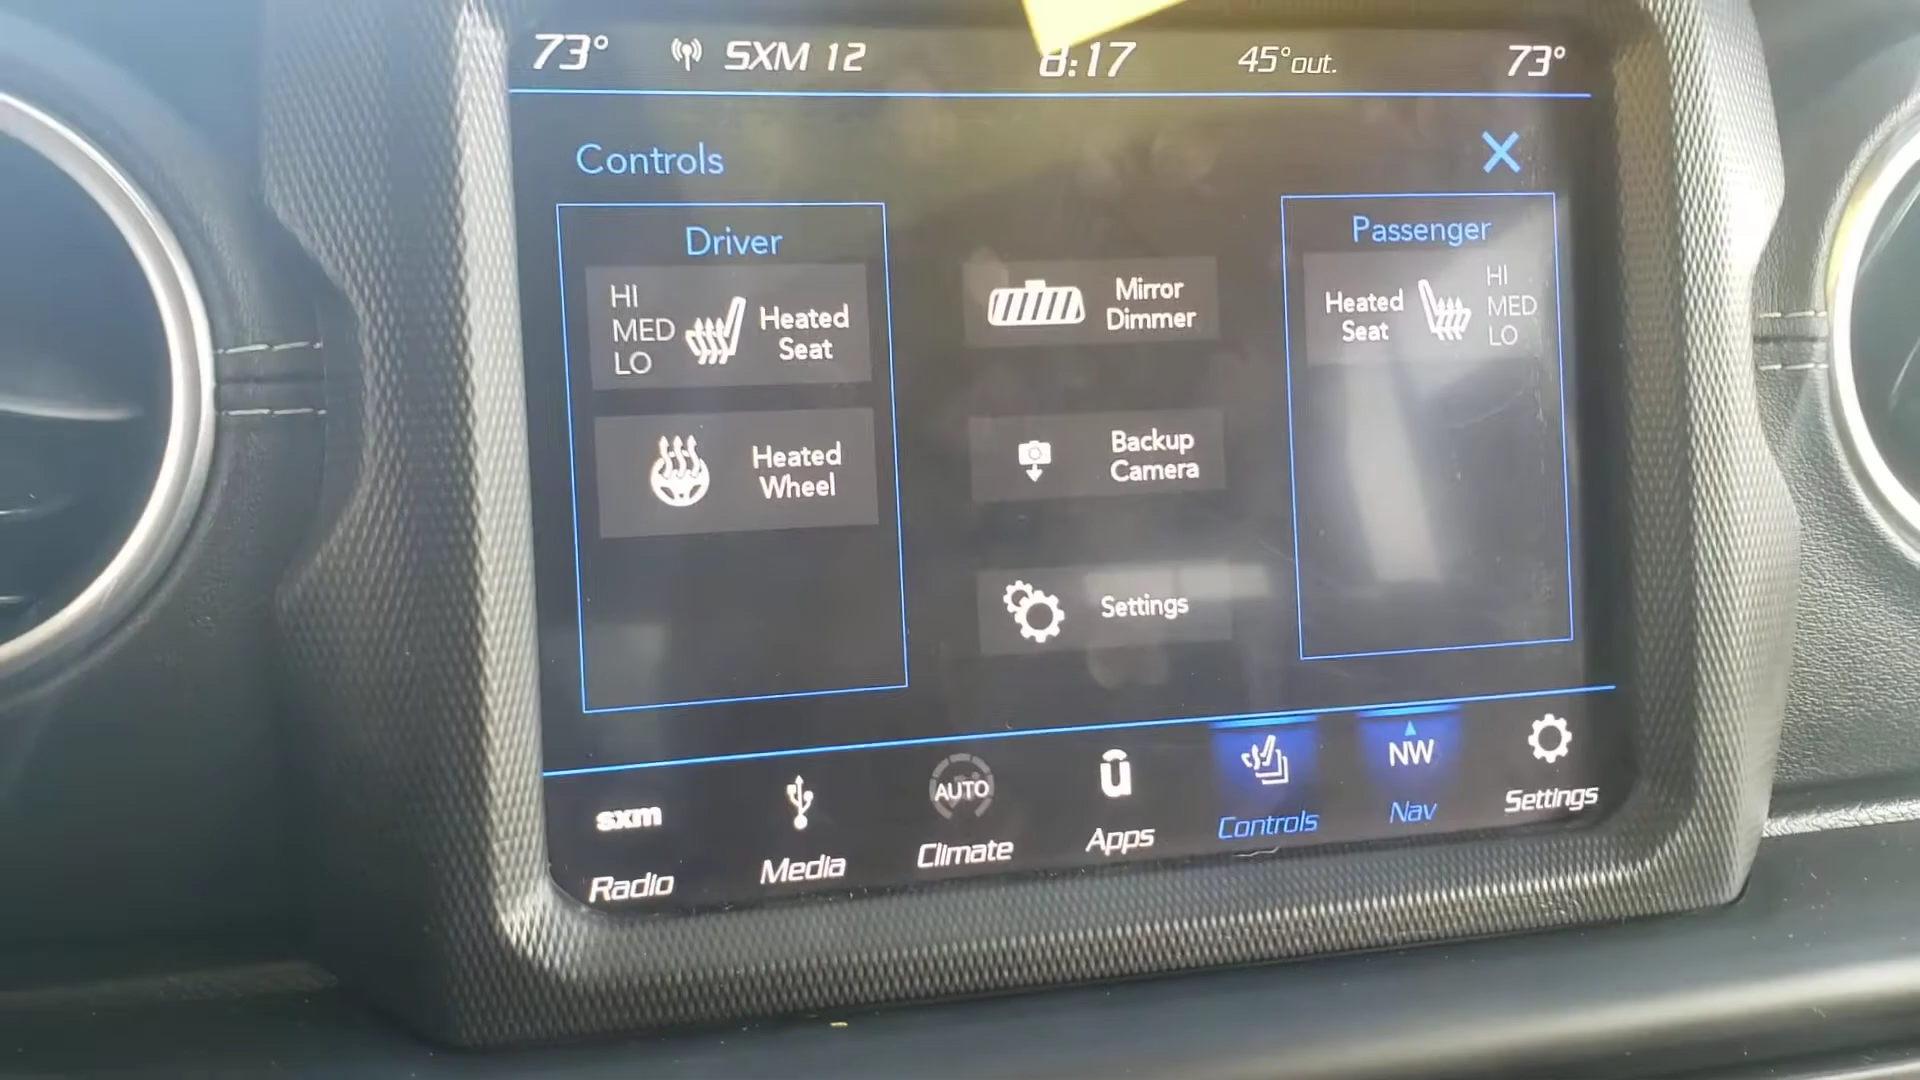 73° SXM 12 8:17 45° out. 73°
Controls
Driver
HI
MED
LO
Heated
Seat
Heated
Wheel
Mirror
Dimmer
Backup
Camera
Settings
Passenger
Heated
Seat
HI
MED
LO
sxm
Radio
Media
AUTO
Climate
u
Apps
Controls
NW
Nav
Settings